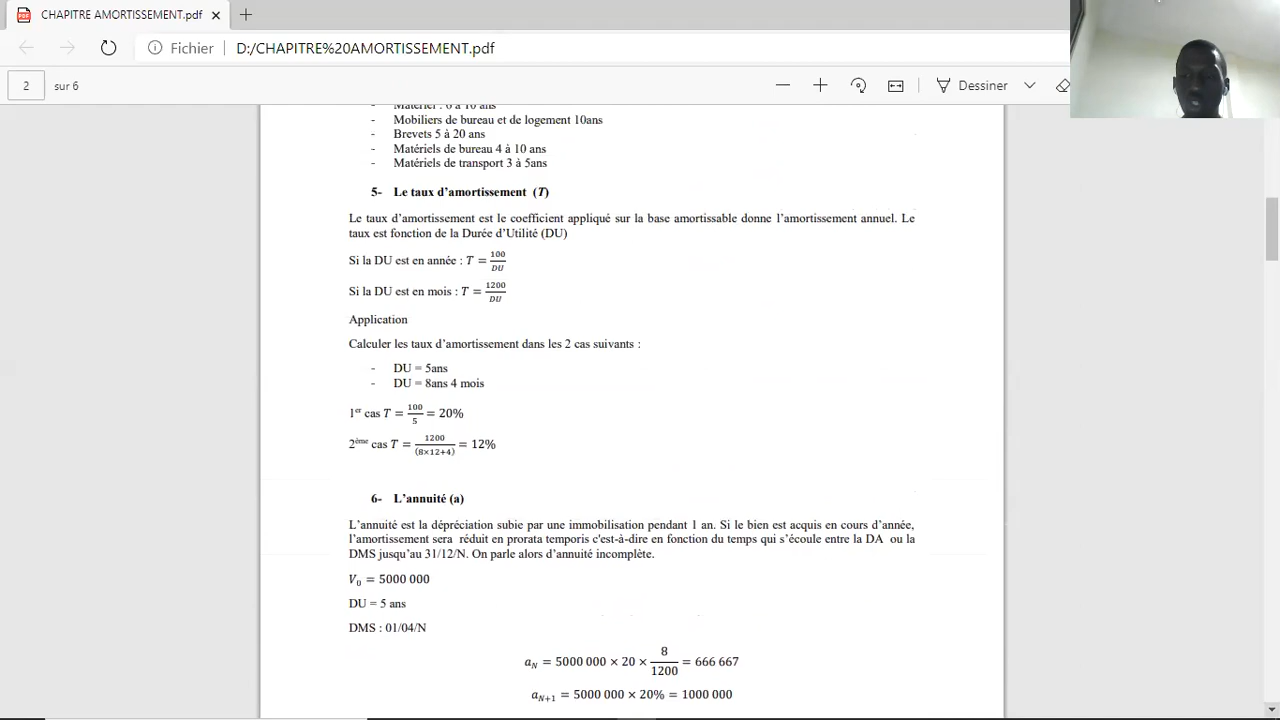 CHAPITRE AMORTISSEMENT.pdf
Fichier D:/CHAPITRE%20AMORTISSEMENT.pdf
2 sur 6 Dessiner
- Matériel : 6 à 10 ans
- Mobiliers de bureau et de logement 10ans
- Brevets 5 à 20 ans
- Matériels de bureau 4 à 10 ans
- Matériels de transport 3 à 5ans
5- Le taux d'amortissement (T)
Le taux d'amortissement est le coefficient appliqué sur la base amortissable donne l'amortissement annuel. Le
taux est fonction de la Durée d'Utilité (DU)
Si la DU est en année : T = 100/DU
Si la DU est en mois : T = 1200/DU
Application
Calculer les taux d'amortissement dans les 2 cas suivants :
- DU = 5ans
- DU = 8ans 4 mois
1er cas T = 100/5 = 20%
2ème cas T = 1200/(8×12+4) = 12%
6- L'annuité (a)
L'annuité est la dépréciation subie par une immobilisation pendant 1 an. Si le bien est acquis en cours d'année,
l'amortissement sera réduit en prorata temporis c'est-à-dire en fonction du temps qui s'écoule entre la DA ou la
DMS jusqu'au 31/12/N. On parle alors d'annuité incomplète.
V0 = 5000 000
DU = 5 ans
DMS : 01/04/N
aN = 5000 000 × 20 × 8/1200 = 666 667
aN+1 = 5000 000 × 20% = 1000 000